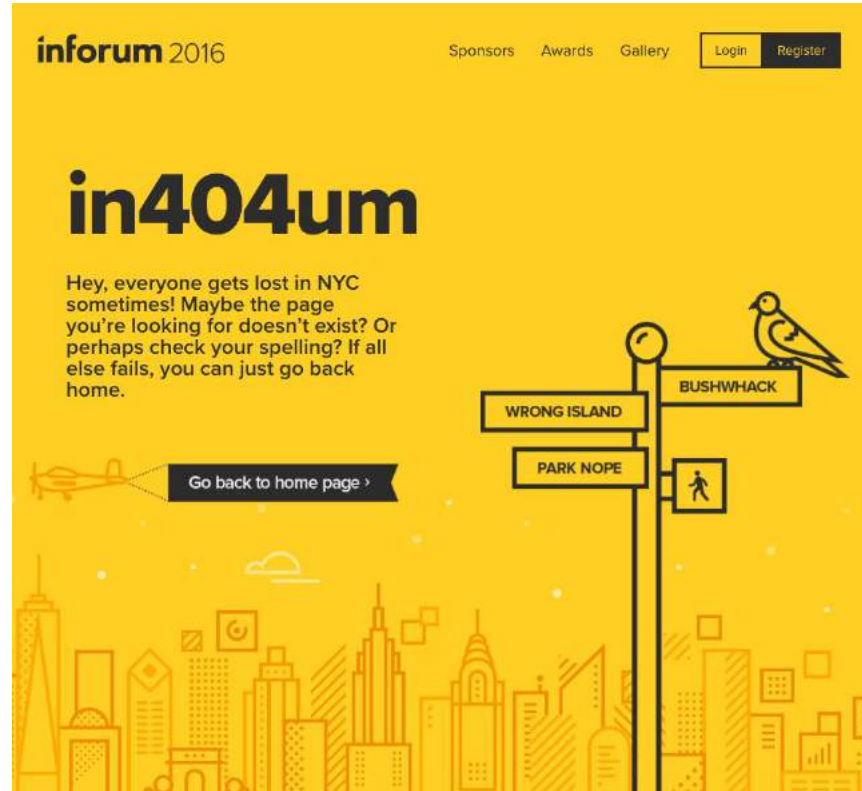 inforum 2016
Sponsors Awards Gallery Login Register
in404um
Hey, everyone gets lost in NYC
sometimes! Maybe the page
you’re looking for doesn’t exist? Or
perhaps check your spelling? If all
else fails, you can just go back
home.
BUSHWHACK
WRONG ISLAND
PARK NOPE
Go back to home page ›